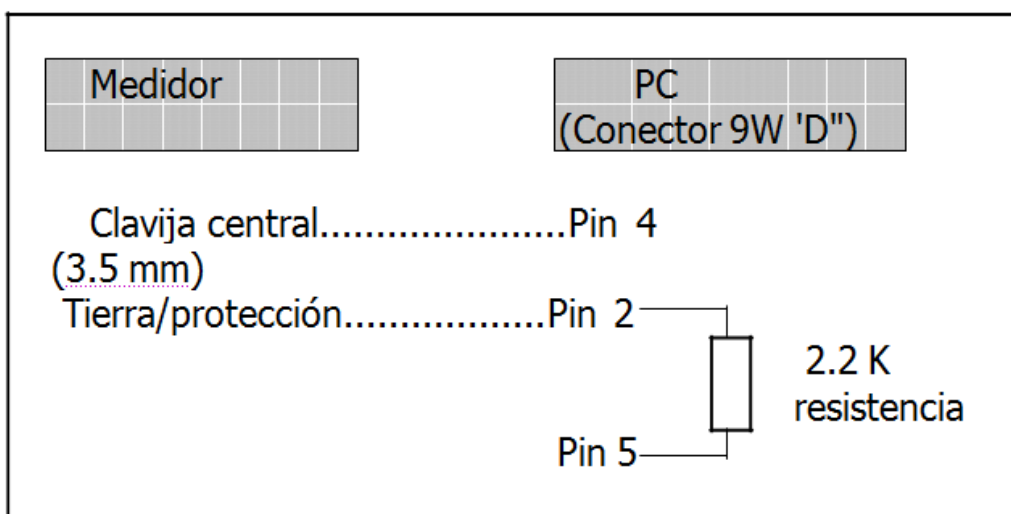 Medidor
PC
(Conector 9W 'D")
Clavija central......................Pin 4
(3.5 mm)
Tierra/protección..................Pin 2
2.2 K
resistencia
Pin 5